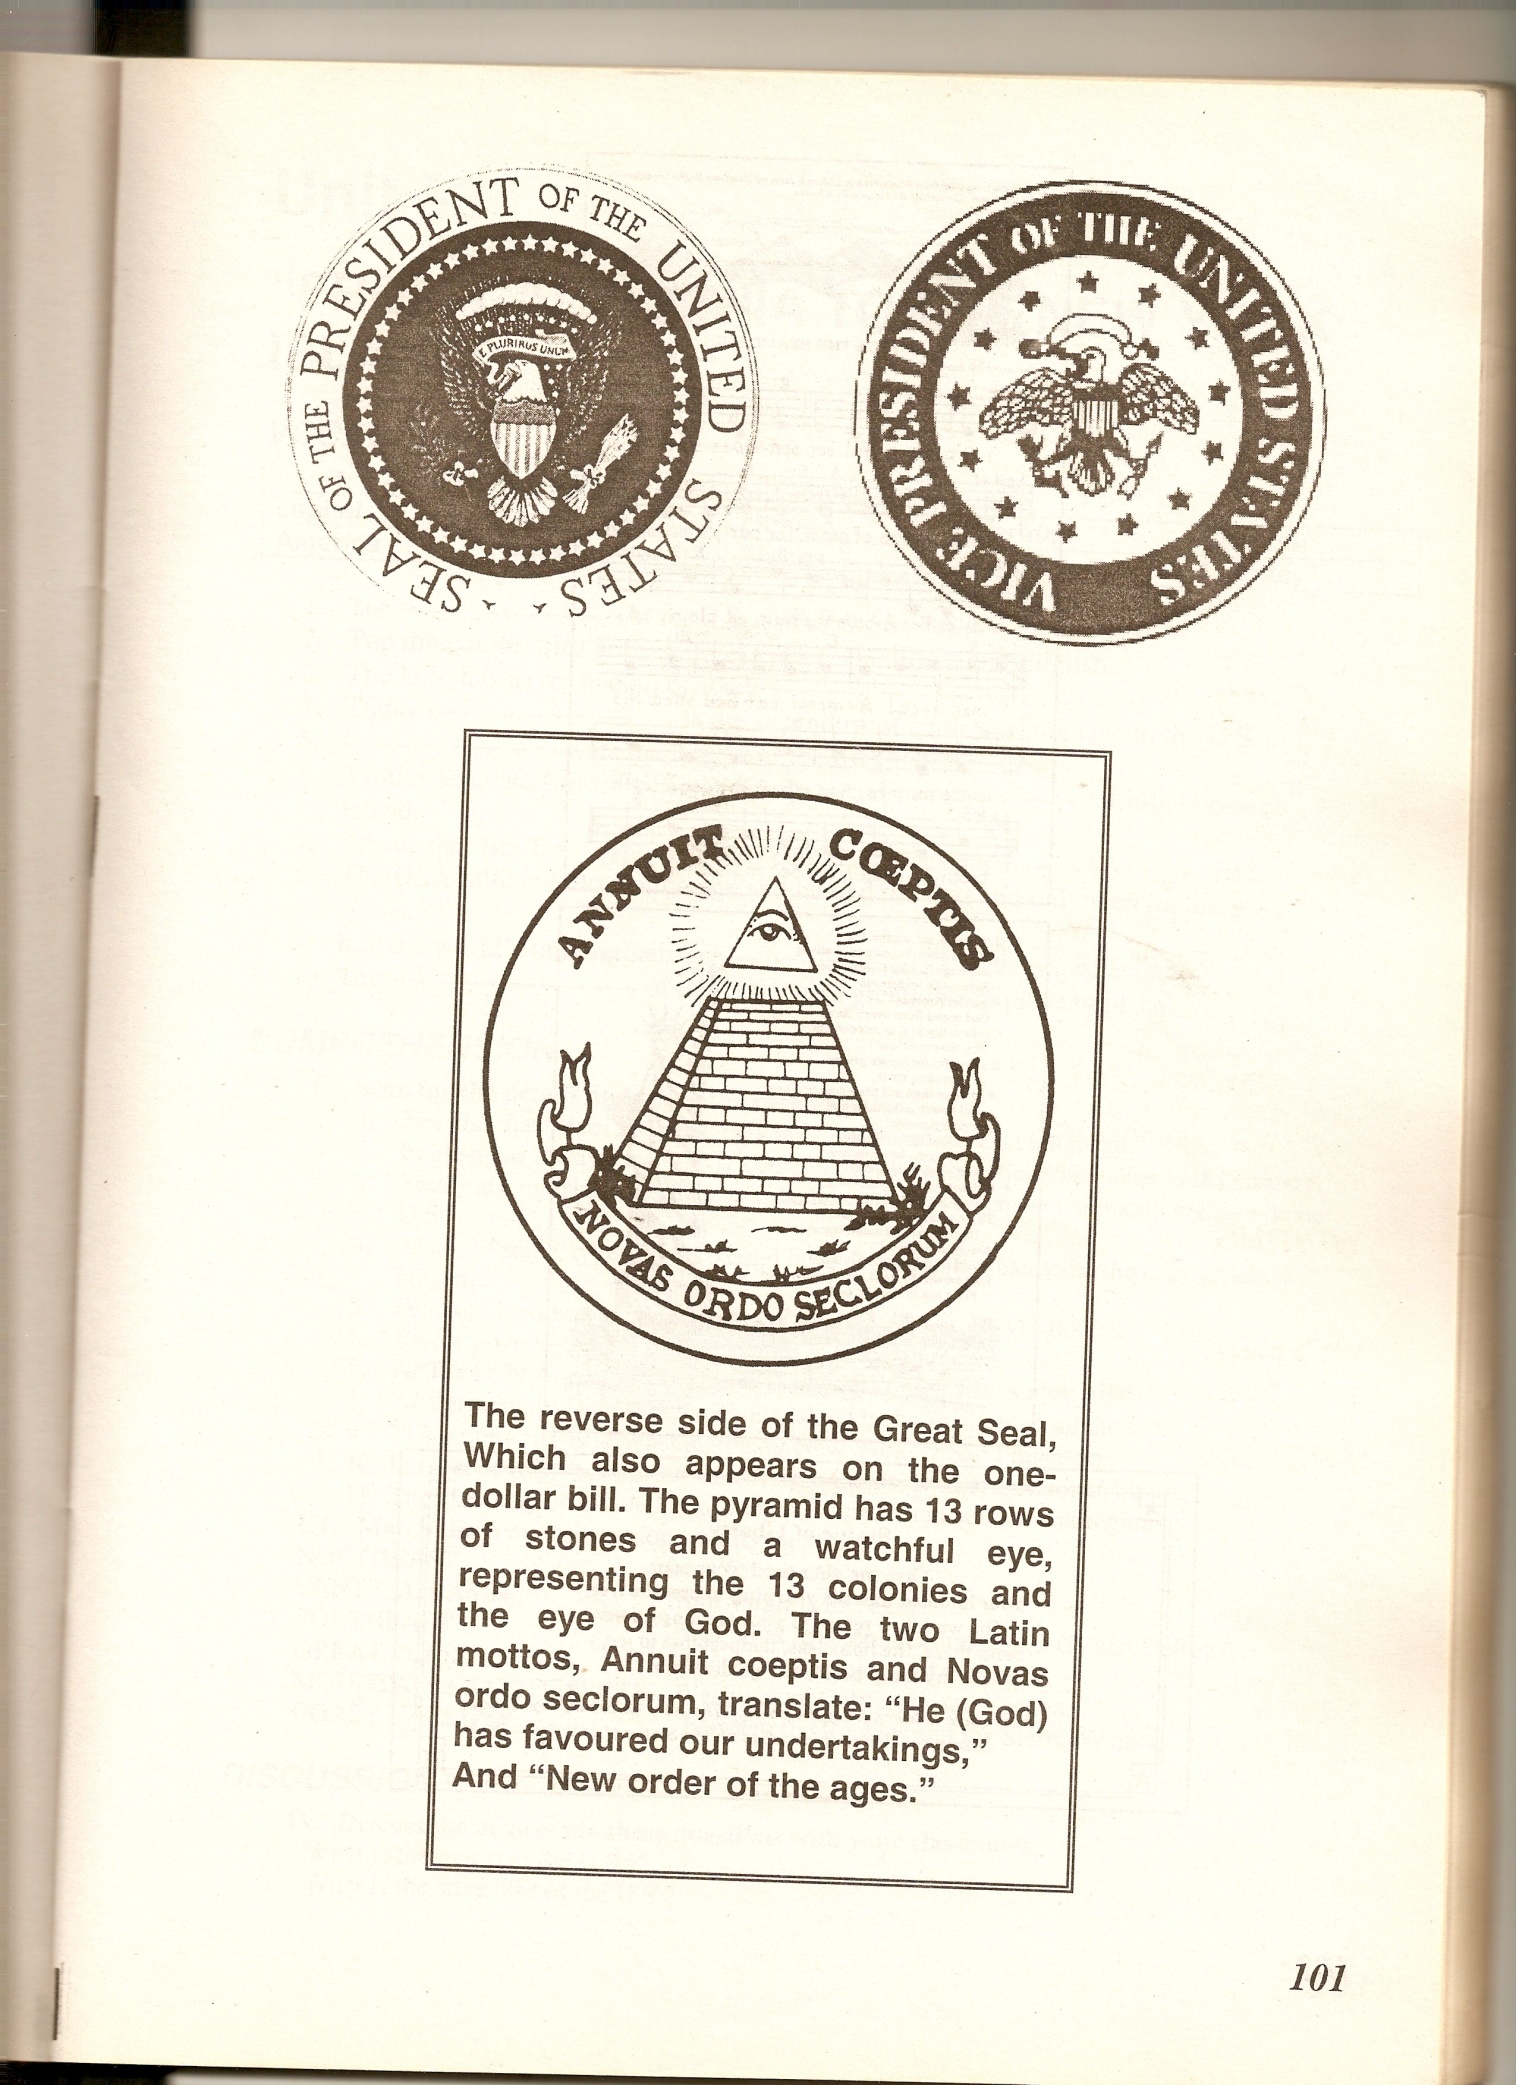 SEAL OF THE PRESIDENT OF THE UNITED STATES
E PLURIBUS UNUM
VICE PRESIDENT OF THE UNITED STATES
ANNUIT CŒPTIS
NOVAS ORDO SECLORUM
The reverse side of the Great Seal,
Which also appears on the one-
dollar bill. The pyramid has 13 rows
of stones and a watchful eye,
representing the 13 colonies and
the eye of God. The two Latin
mottos, Annuit coeptis and Novas
ordo seclorum, translate: “He (God)
has favoured our undertakings,”
And “New order of the ages.”
101